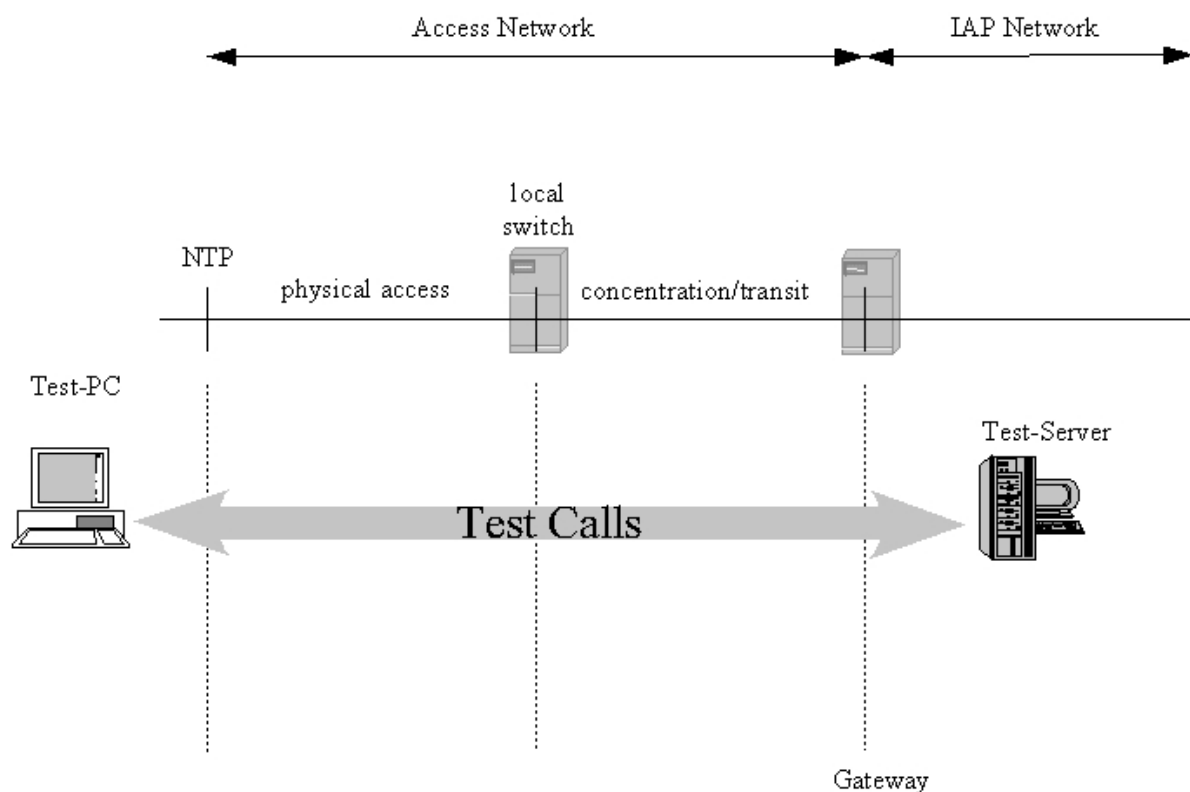 Access Network
IAP Network
local
switch
NTP
physical access
concentration/transit
Test-PC
Test-Server
Test Calls
Gateway